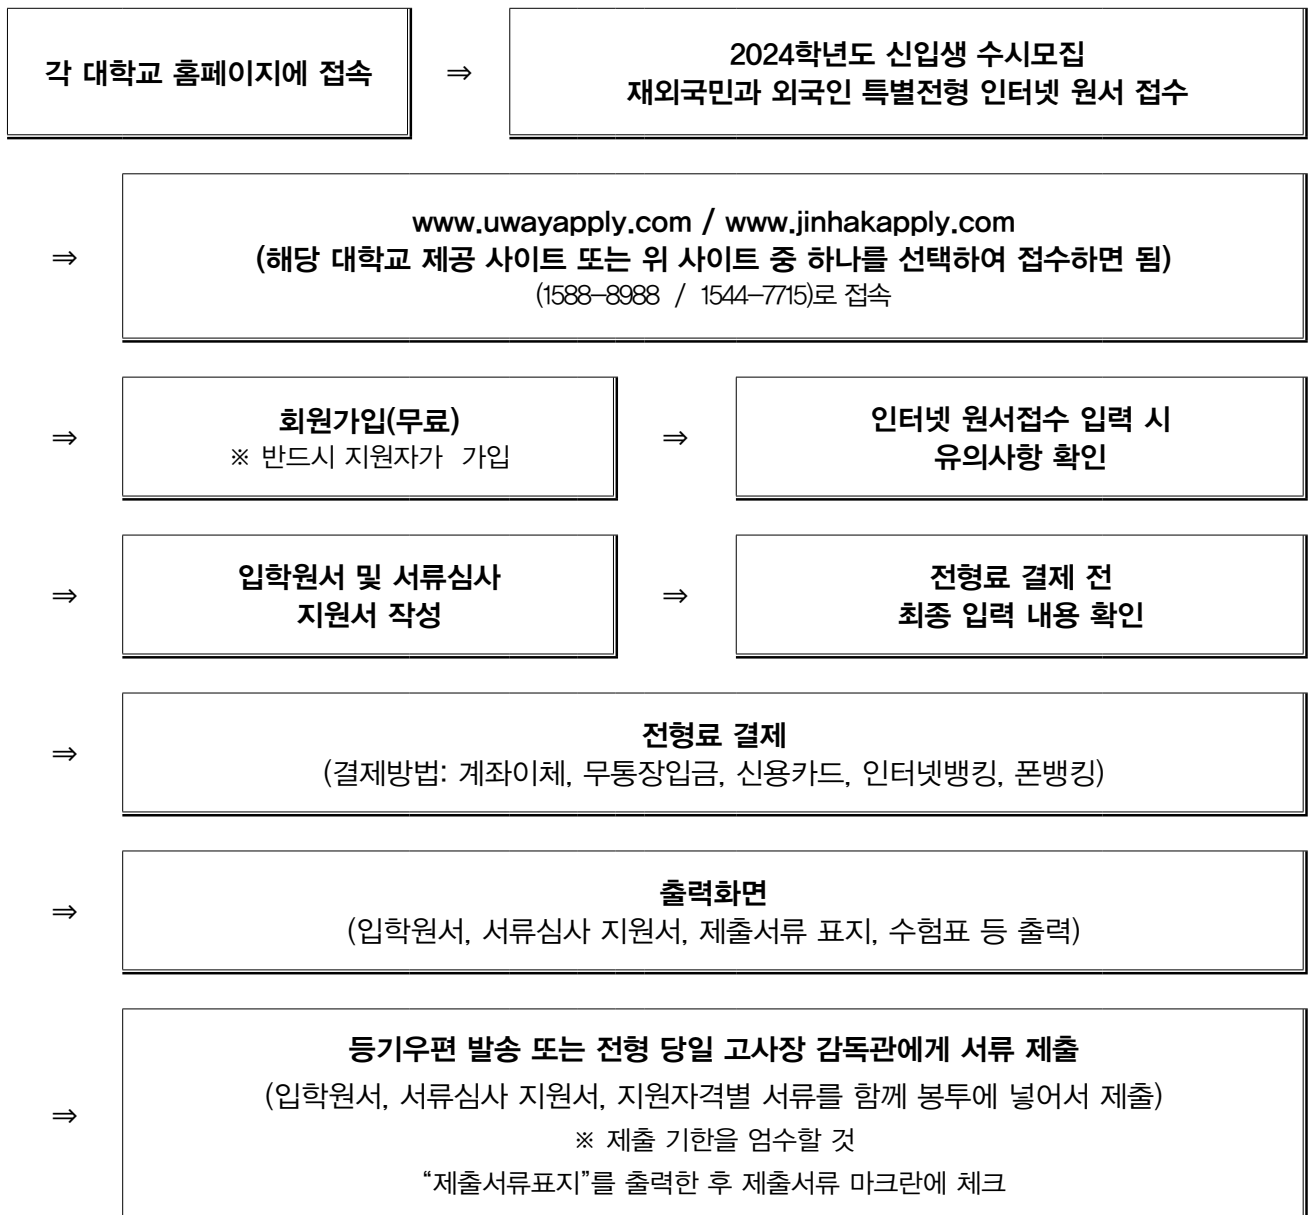 각 대학교 홈페이지에 접속
⇒
2024학년도 신입생 수시모집
재외국민과 외국인 특별전형 인터넷 원서 접수
⇒
www.uwayapply.com / www.jinhakapply.com
(해당 대학교 제공 사이트 또는 위 사이트 중 하나를 선택하여 접수하면 됨)
(1588-8988 / 1544-7715)로 접속
⇒
회원가입(무료)
※ 반드시 지원자가 가입
⇒
인터넷 원서접수 입력 시
유의사항 확인
⇒
입학원서 및 서류심사
지원서 작성
⇒
전형료 결제 전
최종 입력 내용 확인
⇒
전형료 결제
(결제방법: 계좌이체, 무통장입금, 신용카드, 인터넷뱅킹, 폰뱅킹)
⇒
출력화면
(입학원서, 서류심사 지원서, 제출서류 표지, 수험표 등 출력)
⇒
등기우편 발송 또는 전형 당일 고사장 감독관에게 서류 제출
(입학원서, 서류심사 지원서, 지원자격별 서류를 함께 봉투에 넣어서 제출)
※ 제출 기한을 엄수할 것
“제출서류표지”를 출력한 후 제출서류 마크란에 체크